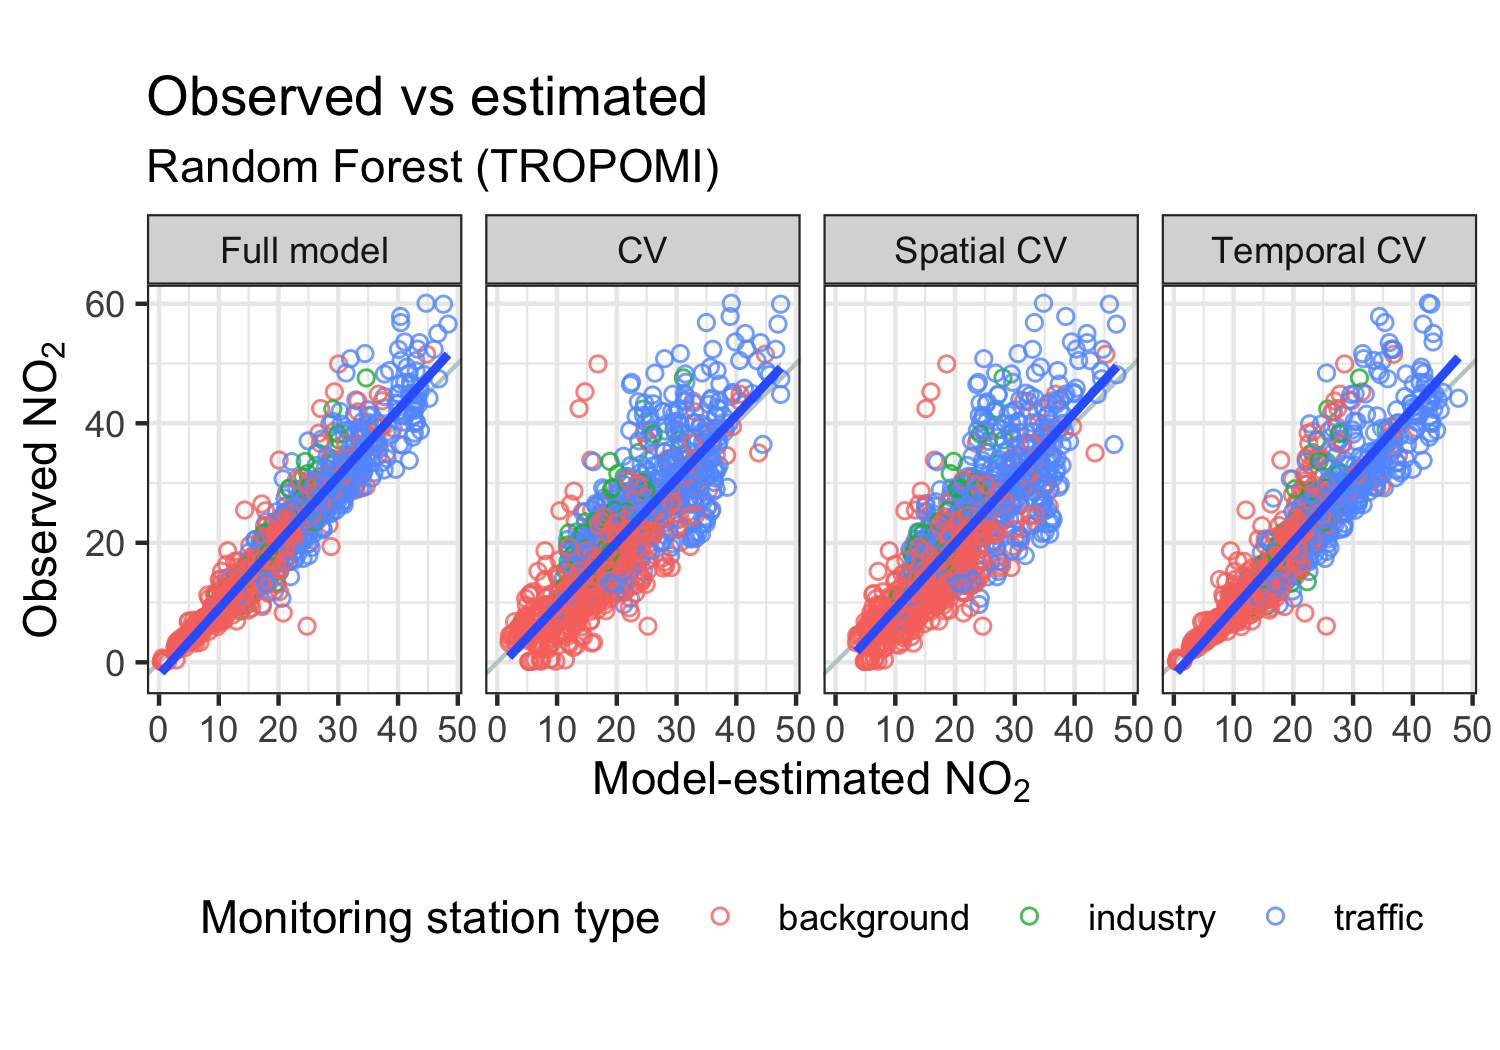 Observed vs estimated
Random Forest (TROPOMI)
Full model CV Spatial CV Temporal CV
60
40
20
0
Observed NO₂
0 10 20 30 40 50 0 10 20 30 40 50 0 10 20 30 40 50 0 10 20 30 40 50
Model-estimated NO₂
Monitoring station type background industry traffic